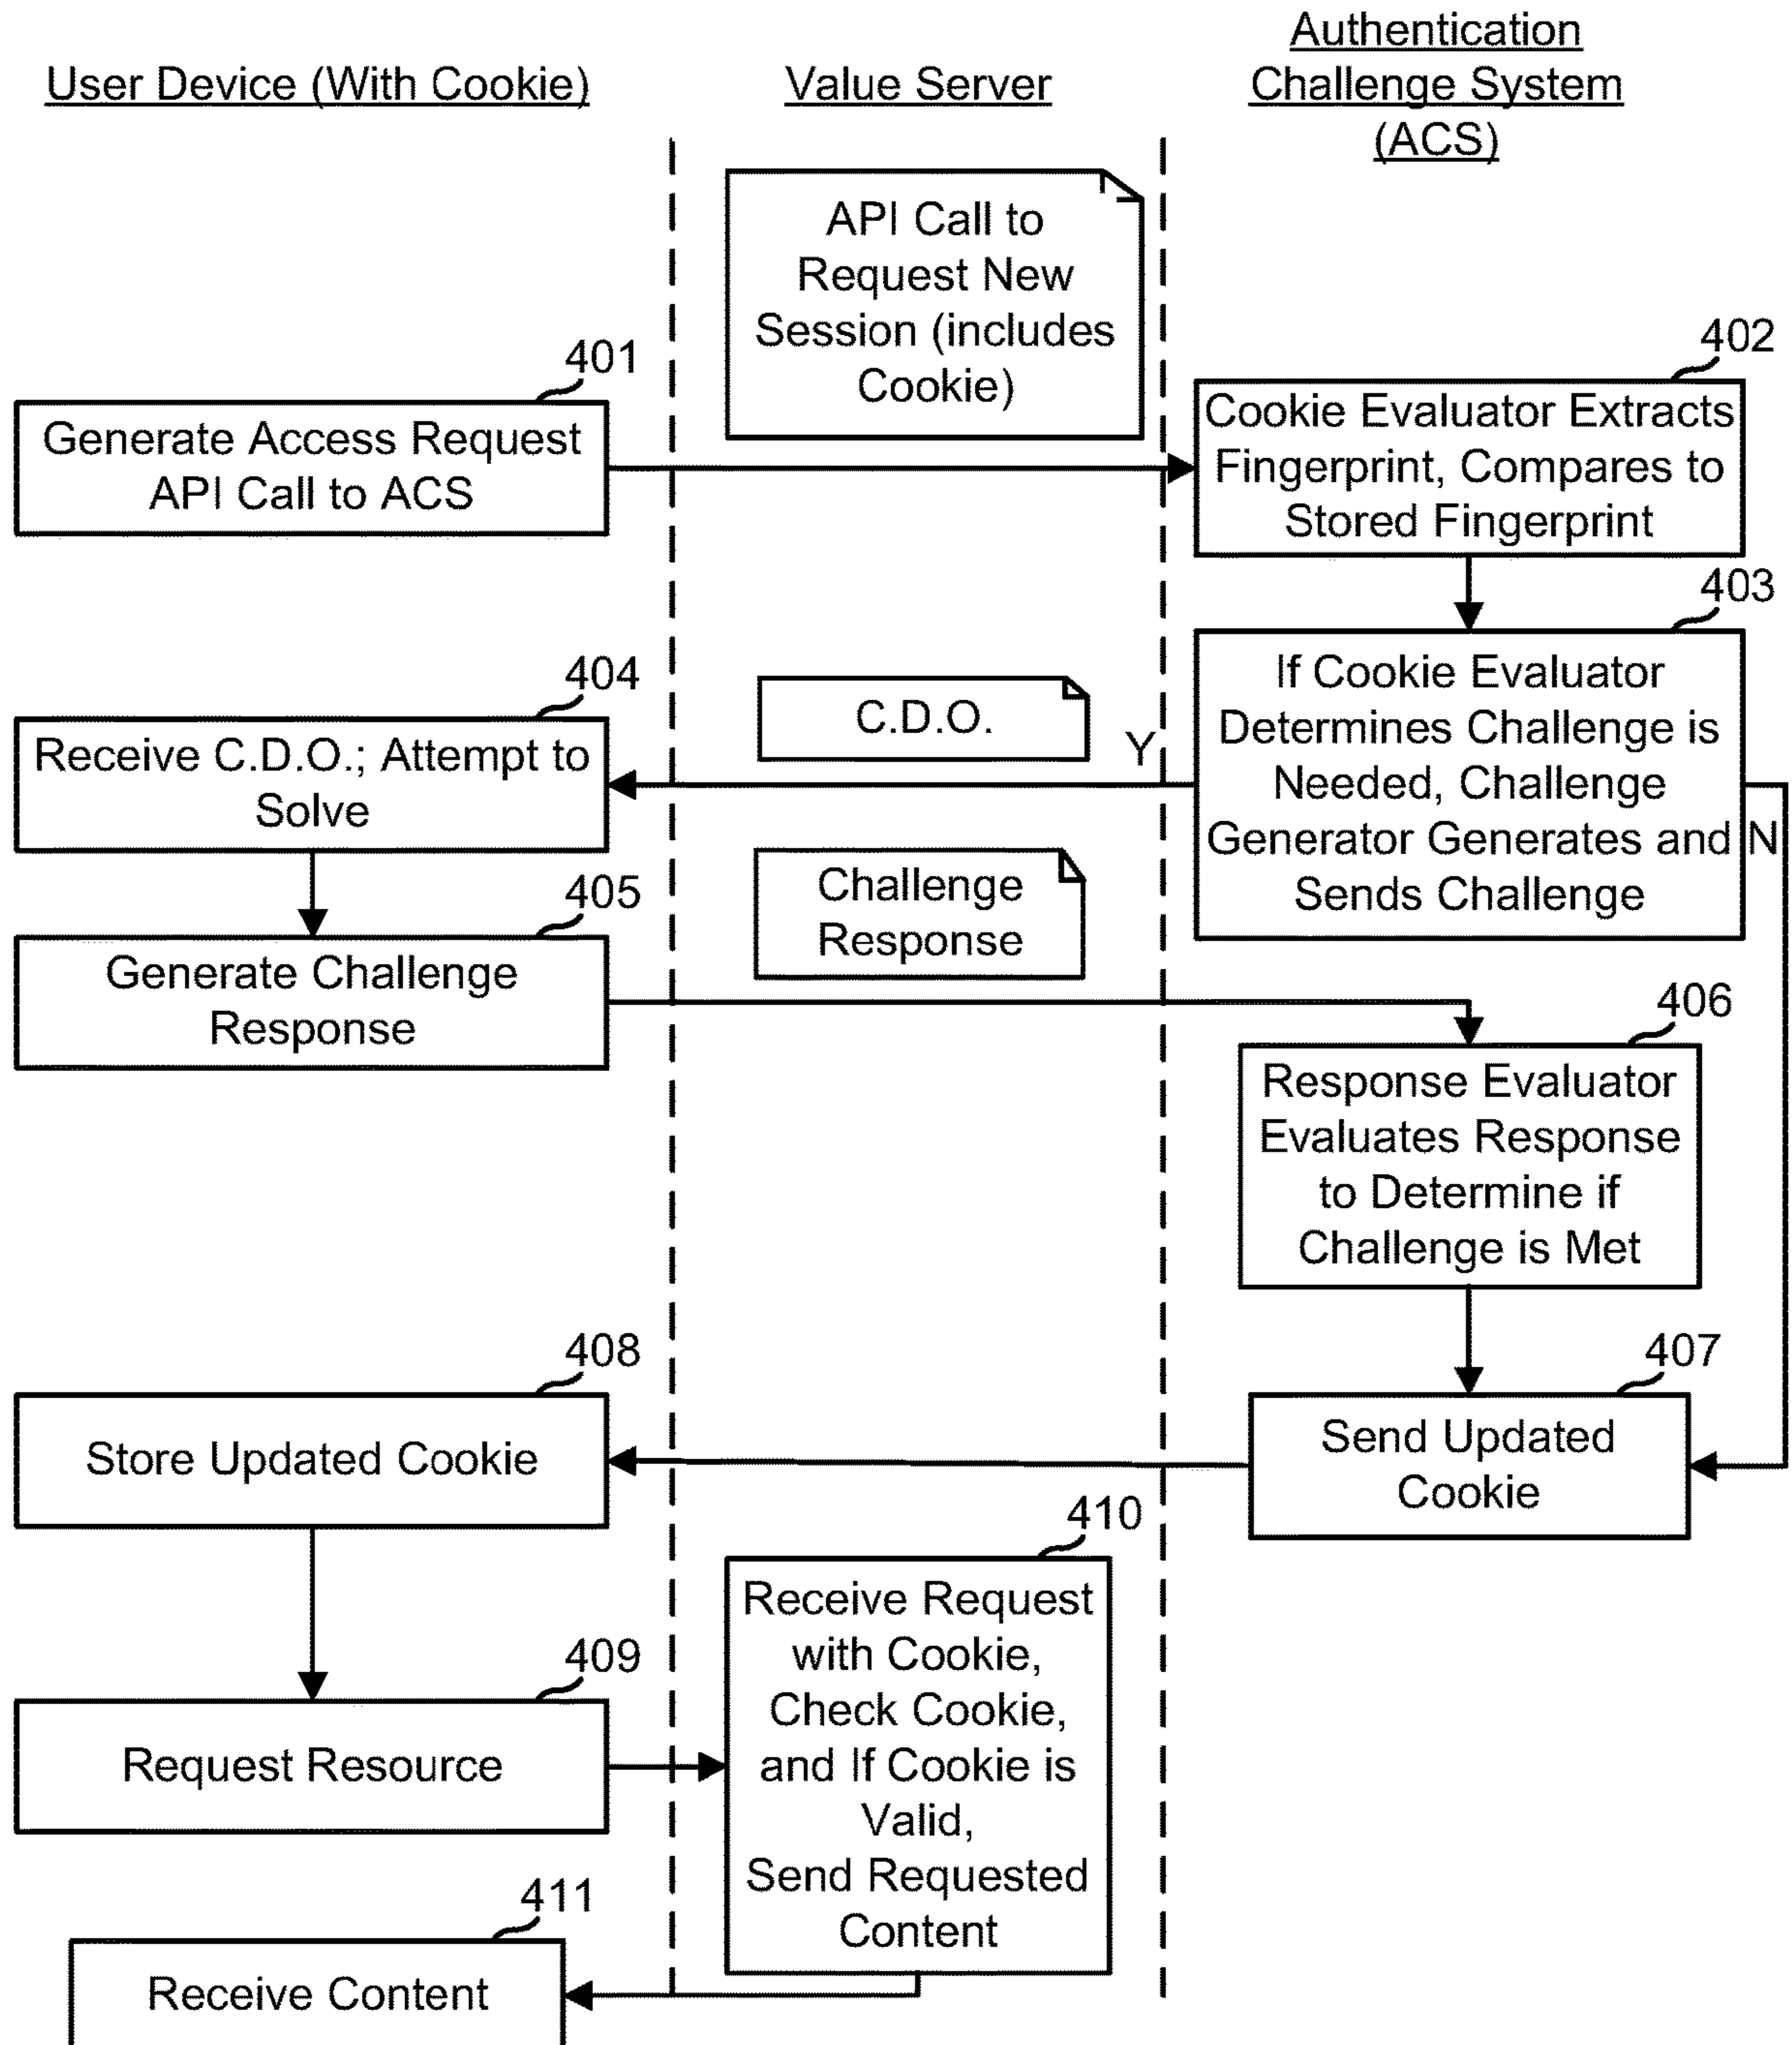 User Device (With Cookie)
Value Server
Authentication
Challenge System
(ACS)
API Call to
Request New
Session (includes
Cookie)
401
Generate Access Request
API Call to ACS
402
Cookie Evaluator Extracts
Fingerprint, Compares to
Stored Fingerprint
403
If Cookie Evaluator
Determines Challenge is
Needed, Challenge
Generator Generates and
Sends Challenge
Y
N
C.D.O.
404
Receive C.D.O.; Attempt to
Solve
405
Generate Challenge
Response
Challenge
Response
406
Response Evaluator
Evaluates Response
to Determine if
Challenge is Met
407
Send Updated
Cookie
408
Store Updated Cookie
409
Request Resource
410
Receive Request
with Cookie,
Check Cookie,
and If Cookie is
Valid,
Send Requested
Content
411
Receive Content